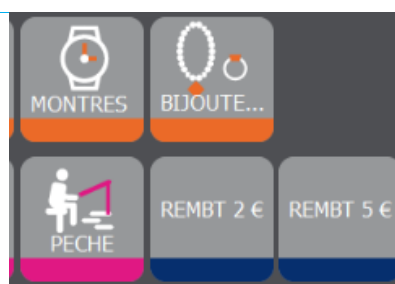 MONTRES
BIJOUTE...
PECHE
REMBT 2 €
REMBT 5 €